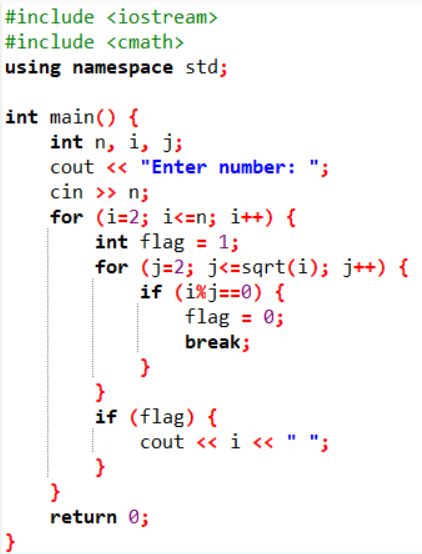 #include <iostream>
#include <cmath>
using namespace std;

int main() {
    int n, i, j;
    cout << "Enter number: ";
    cin >> n;
    for (i=2; i<=n; i++) {
        int flag = 1;
        for (j=2; j<=sqrt(i); j++) {
            if (i%j==0) {
                flag = 0;
                break;
            }
        }
        if (flag) {
            cout << i << " ";
        }
    }
    return 0;
}